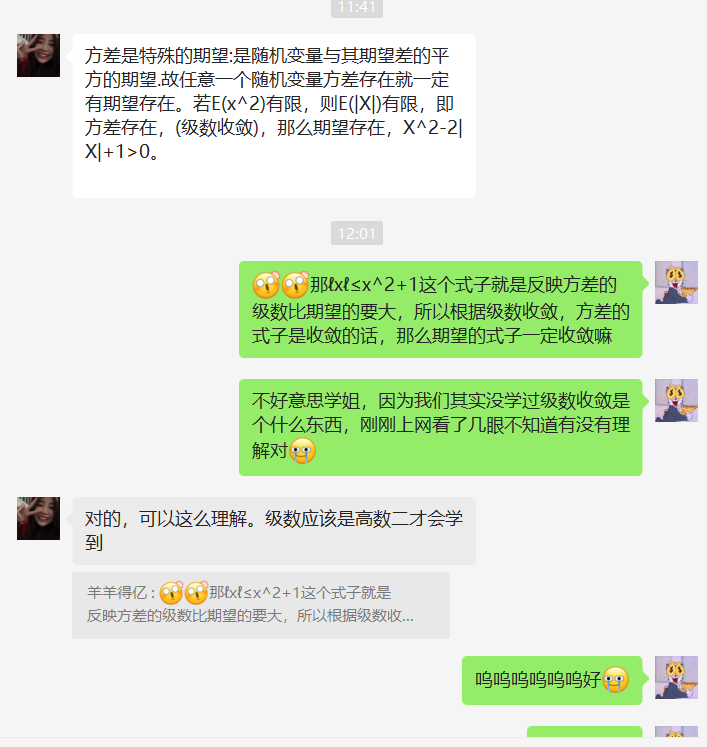 11:41
方差是特殊的期望:是随机变量与其期望差的平
方的期望.故任意一个随机变量方差存在就一定
有期望存在。若E(x^2)有限，则E(|X|)有限，即
方差存在，(级数收敛)，那么期望存在，X^2-2|
X|+1>0。
12:01
那ℓxℓ≤x^2+1这个式子就是反映方差的
级数比期望的要大，所以根据级数收敛，方差的
式子是收敛的话，那么期望的式子一定收敛嘛
不好意思学姐，因为我们其实没学过级数收敛是
个什么东西，刚刚上网看了几眼不知道有没有理
解对
对的，可以这么理解。级数应该是高数二才会学
到
羊羊得亿 : 那ℓxℓ≤x^2+1这个式子就是
反映方差的级数比期望的要大，所以根据级数收...
呜呜呜呜呜呜好